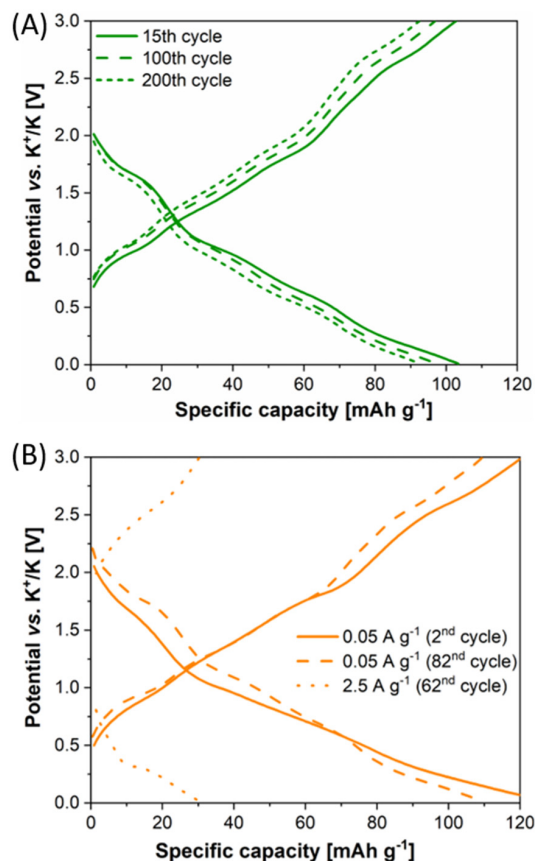 (A)
15th cycle
100th cycle
200th cycle
3.0
2.5
2.0
1.5
1.0
0.5
0.0
Potential vs. K⁺/K [V]
0 20 40 60 80 100 120
Specific capacity [mAh g⁻¹]
(B)
3.0
2.5
2.0
1.5
1.0
0.5
0.0
Potential vs. K⁺/K [V]
0.05 A g⁻¹ (2ⁿᵈ cycle)
0.05 A g⁻¹ (82ⁿᵈ cycle)
2.5 A g⁻¹ (62ⁿᵈ cycle)
0 20 40 60 80 100 120
Specific capacity [mAh g⁻¹]